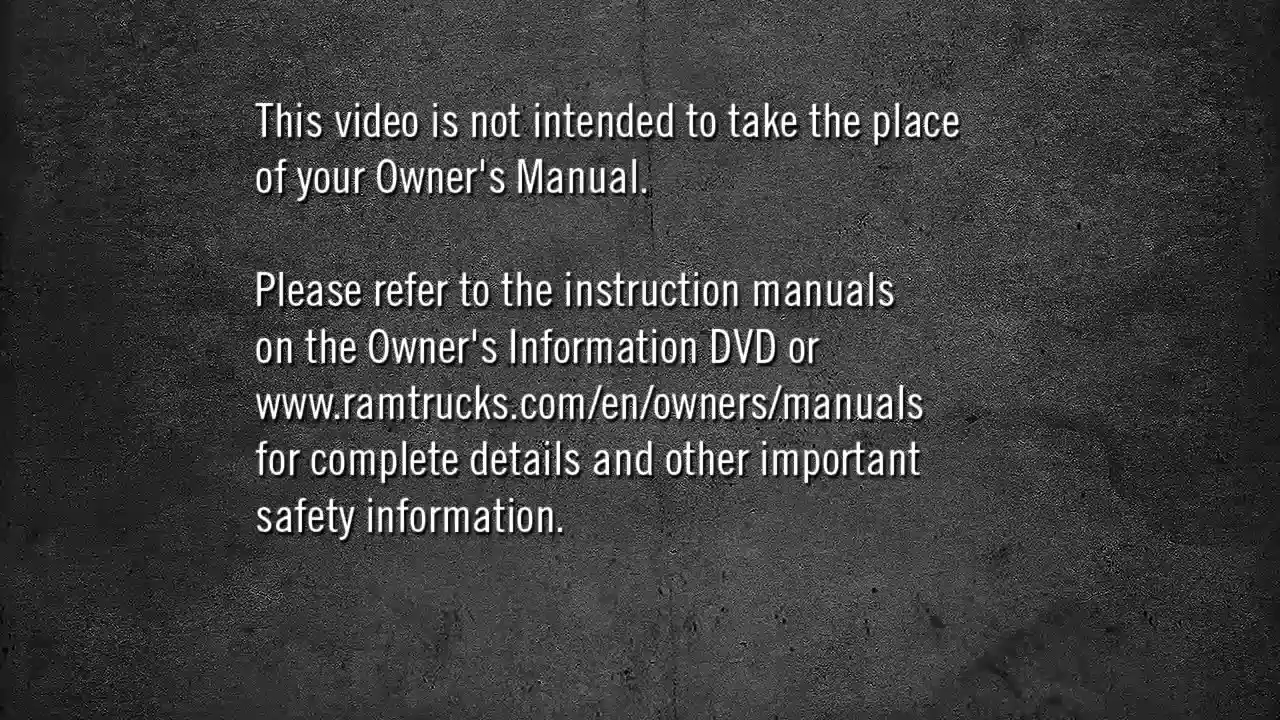 This video is not intended to take the place
of your Owner's Manual.
Please refer to the instruction manuals
on the Owner's Information DVD or
www.ramtrucks.com/en/owners/manuals
for complete details and other important
safety information.